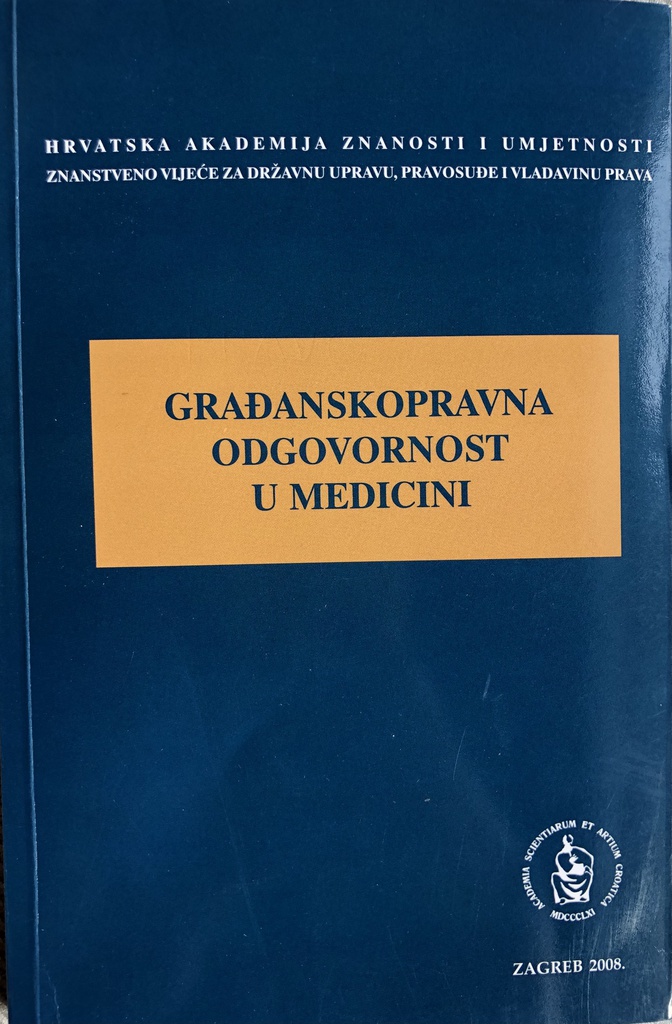 HRVATSKA AKADEMIJA ZNANOSTI I UMJETNOSTI
ZNANSTVENO VIJEĆE ZA DRŽAVNU UPRAVU, PRAVOSUĐE I VLADAVINU PRAVA
GRAĐANSKOPRAVNA
ODGOVORNOST
U MEDICINI
ACADEMIA SCIENTIARUM ET ARTIUM CROATICA
MDCCCLXI
ZAGREB 2008.